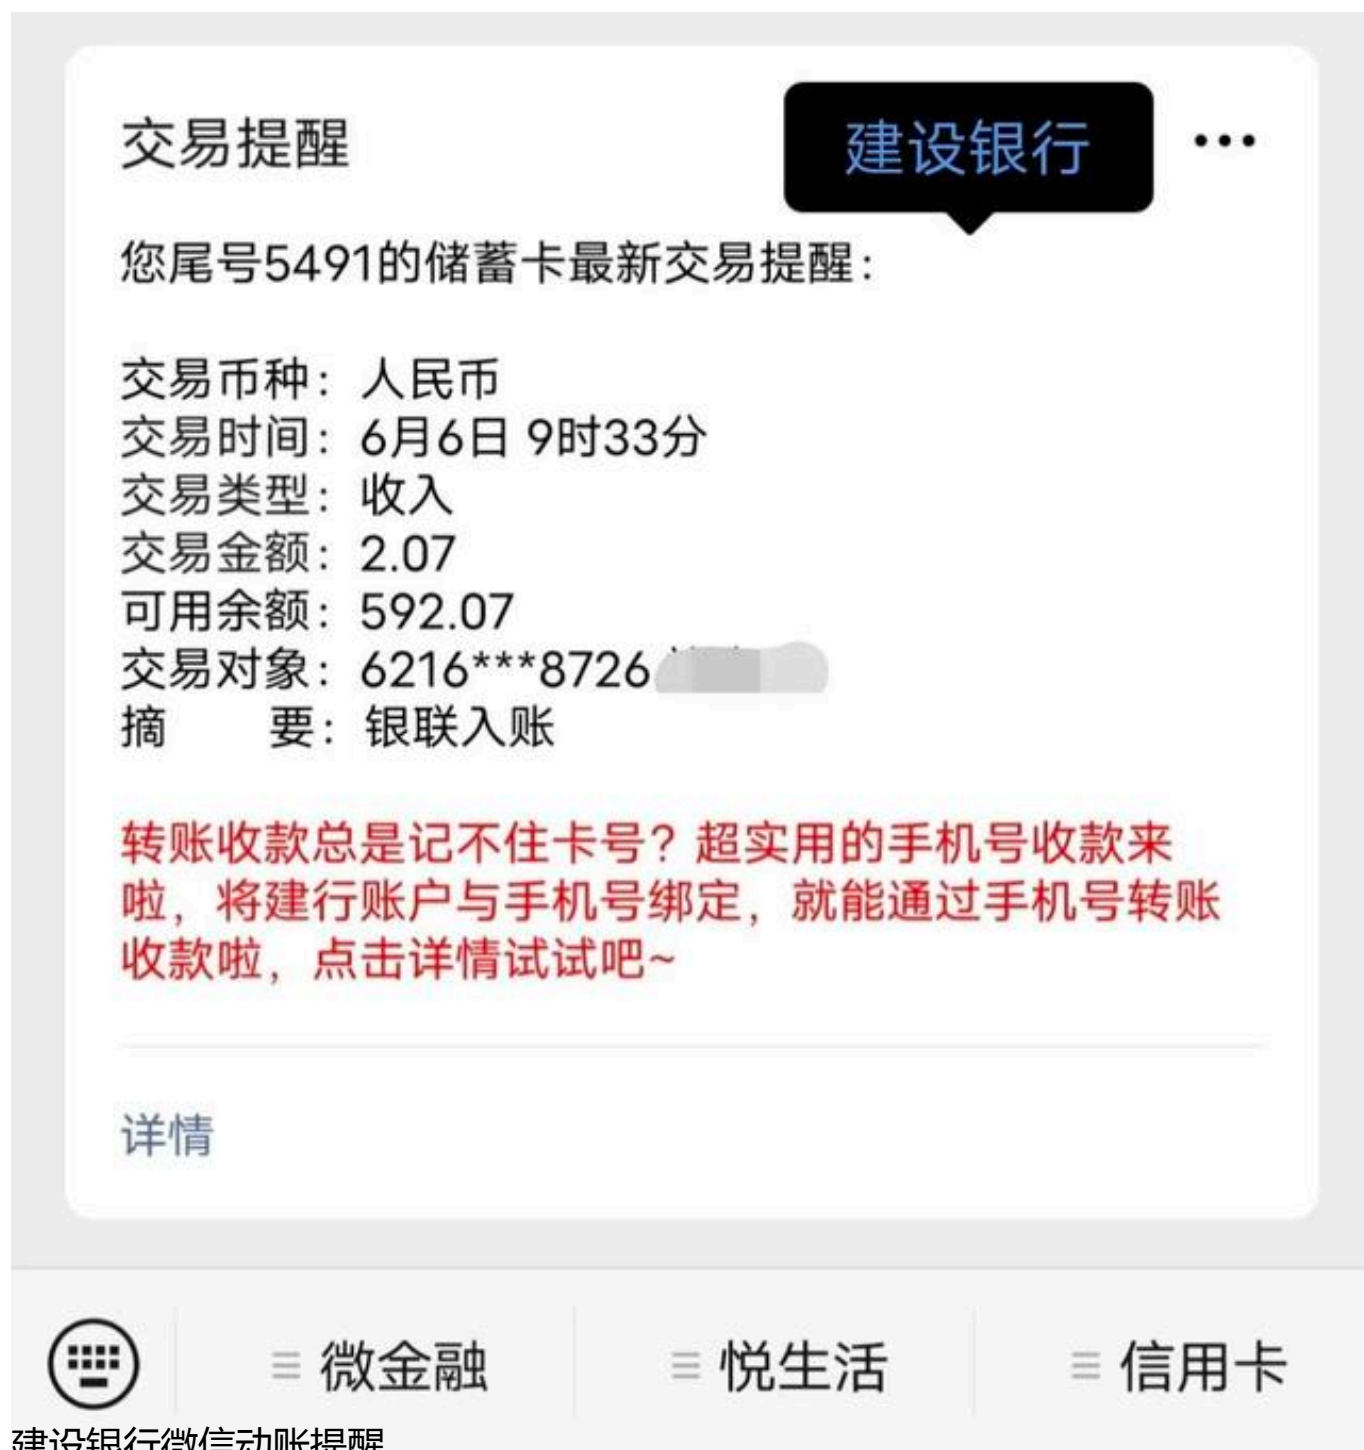 交易提醒
建设银行
您尾号5491的储蓄卡最新交易提醒：
交易币种：人民币
交易时间：6月6日 9时33分
交易类型：收入
交易金额：2.07
可用余额：592.07
交易对象：6216***8726
摘　　要：银联入账
转账收款总是记不住卡号？超实用的手机号收款来
啦，将建行账户与手机号绑定，就能通过手机号转账
收款啦，点击详情试试吧~
详情
微金融
悦生活
信用卡
建设银行微信动账提醒